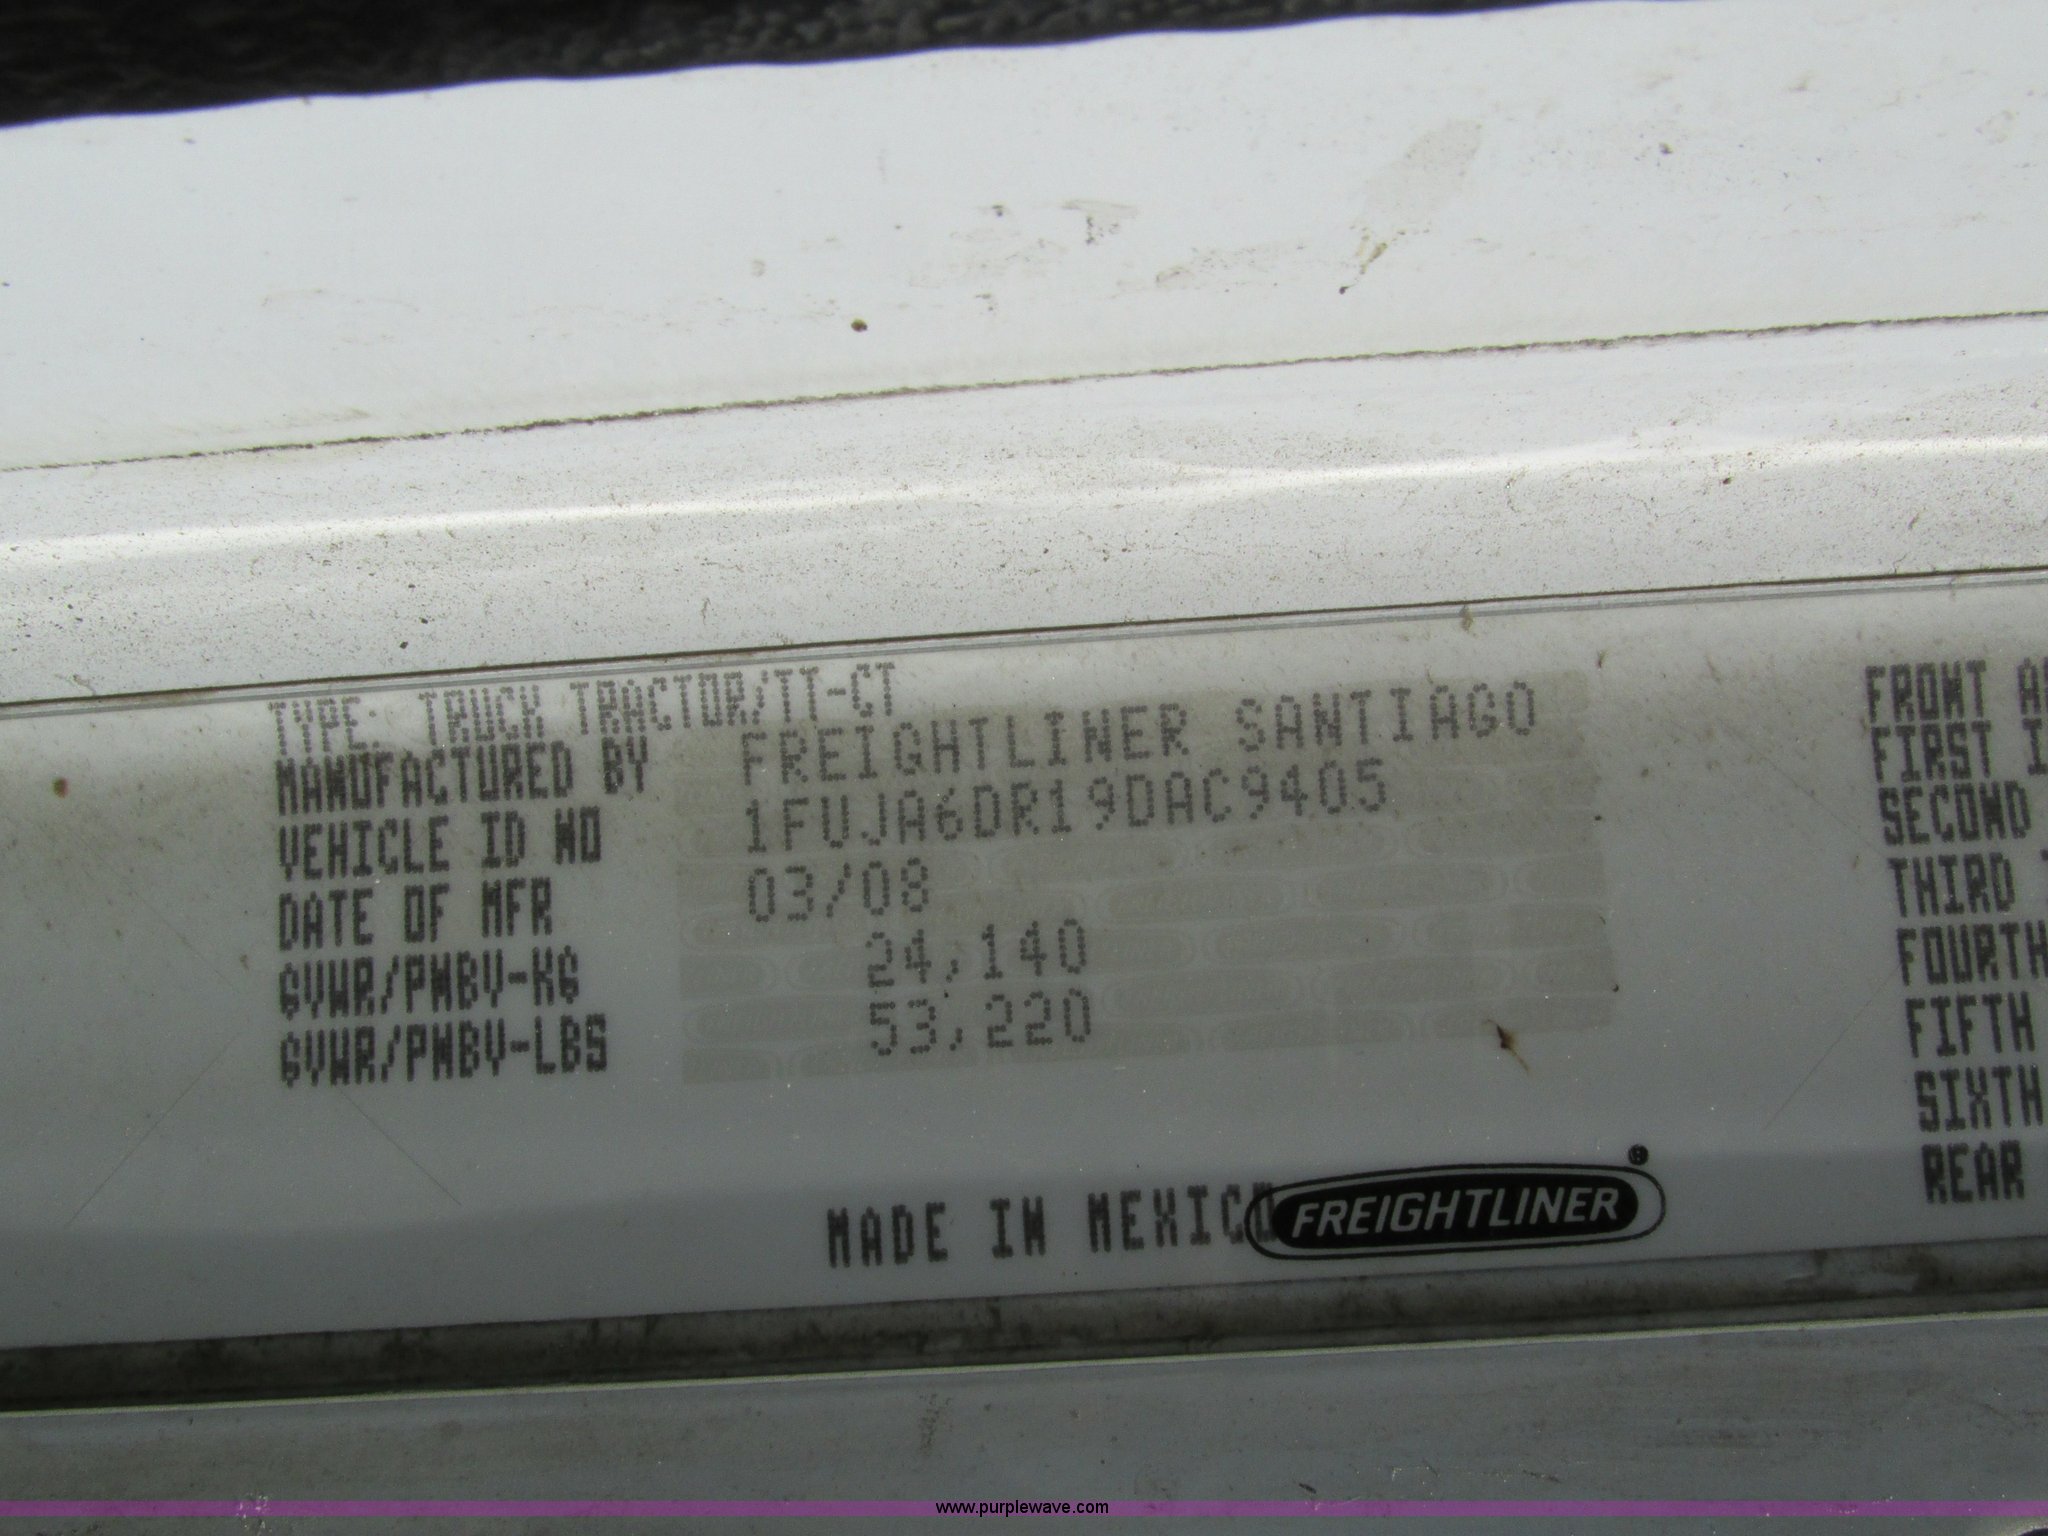 TYPE: TRUCK TRACTOR/TT-CT
MANUFACTURED BY FREIGHTLINER SANTIAGO
VEHICLE ID NO 1FUJA6DR19DAC9405
DATE OF MFR 03/08
GVWR/PNBV-KG 24,140
GVWR/PNBV-LBS 53,220
MADE IN MEXICO
FREIGHTLINER®
FRONT A
FIRST I
SECOND
THIRD
FOURTH
FIFTH
SIXTH
REAR
www.purplewave.com